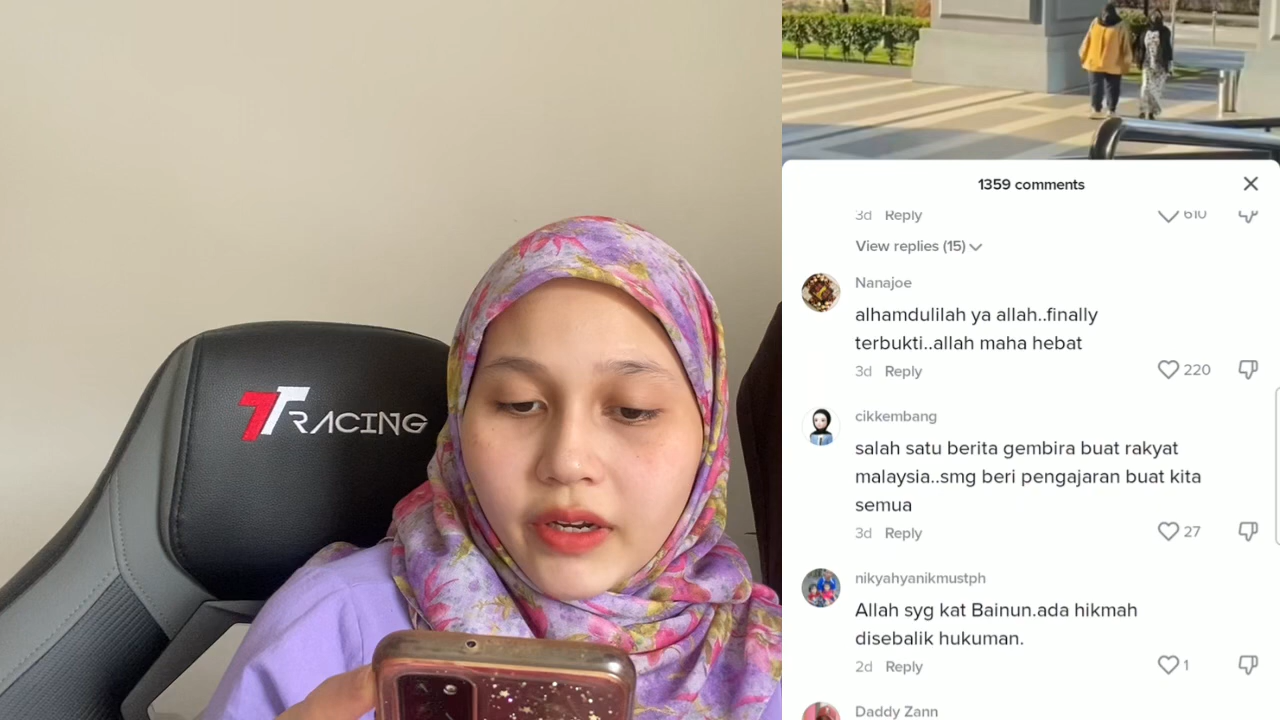 TT RACING
1359 comments
3d Reply 610
View replies (15)
Nanajoe
alhamdulilah ya allah..finally
terbukti..allah maha hebat
3d Reply 220
cikkembang
salah satu berita gembira buat rakyat
malaysia..smg beri pengajaran buat kita
semua
3d Reply 27
nikyahyanikmustph
Allah syg kat Bainun.ada hikmah
disebalik hukuman.
2d Reply 1
Daddy Zann